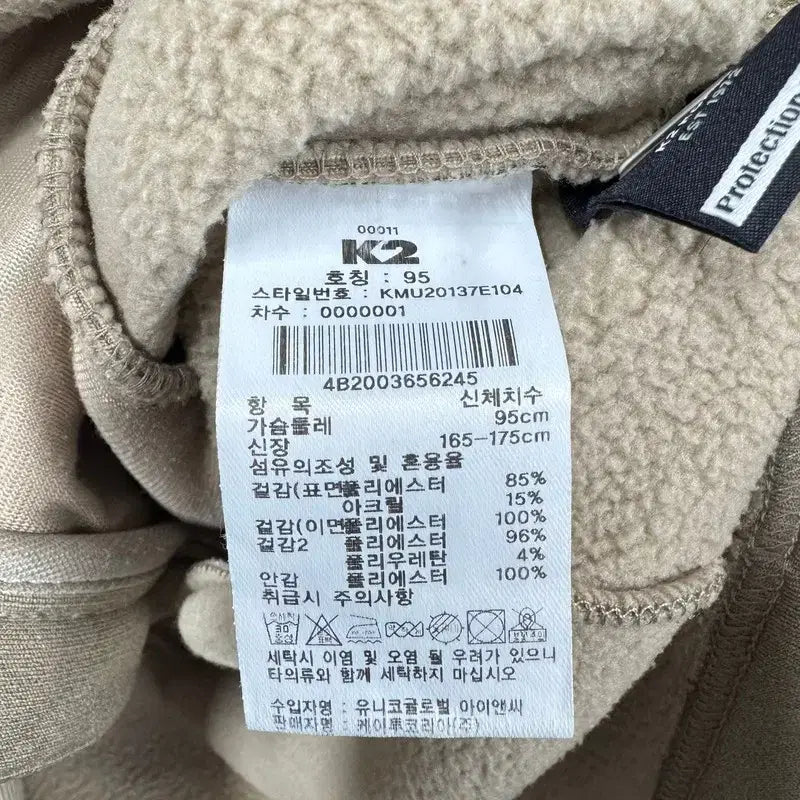 00011
K2
호칭 : 95
스타일번호 : KMU20137E104
차수 : 0000001
4B2003656245
항 목 신체치수
가슴둘레 95cm
신장 165-175cm
섬유의조성 및 혼용율
겉감(표면 폴리에스터 85%
아크릴 15%
겉감(이면 폴리에스터 100%
겉감2 폴리에스터 96%
폴리우레탄 4%
안감 폴리에스터 100%
취급시 주의사항
세탁시 이염 및 오염 될 우려가 있으니
타의류와 함께 세탁하지 마십시오
수입자명 : 유니코글로벌 아이앤씨
판매자명 : 케이투코리아(주)
EST 1972
Protection